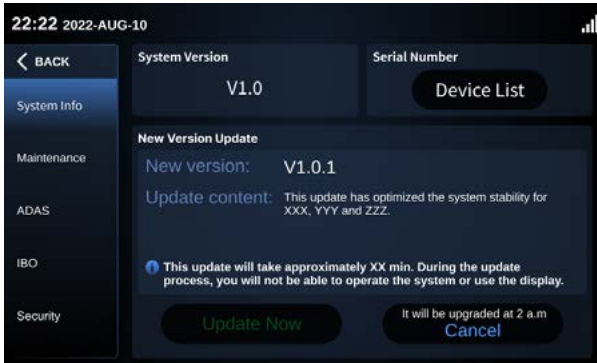 22:22 2022-AUG-10
BACK
System Info
Maintenance
ADAS
IBO
Security
System Version
V1.0
Serial Number
Device List
New Version Update
New version: V1.0.1
Update content: This update has optimized the system stability for
XXX, YYY and ZZZ.
This update will take approximately XX min. During the update
process, you will not be able to operate the system or use the display.
Update Now
It will be upgraded at 2 a.m
Cancel